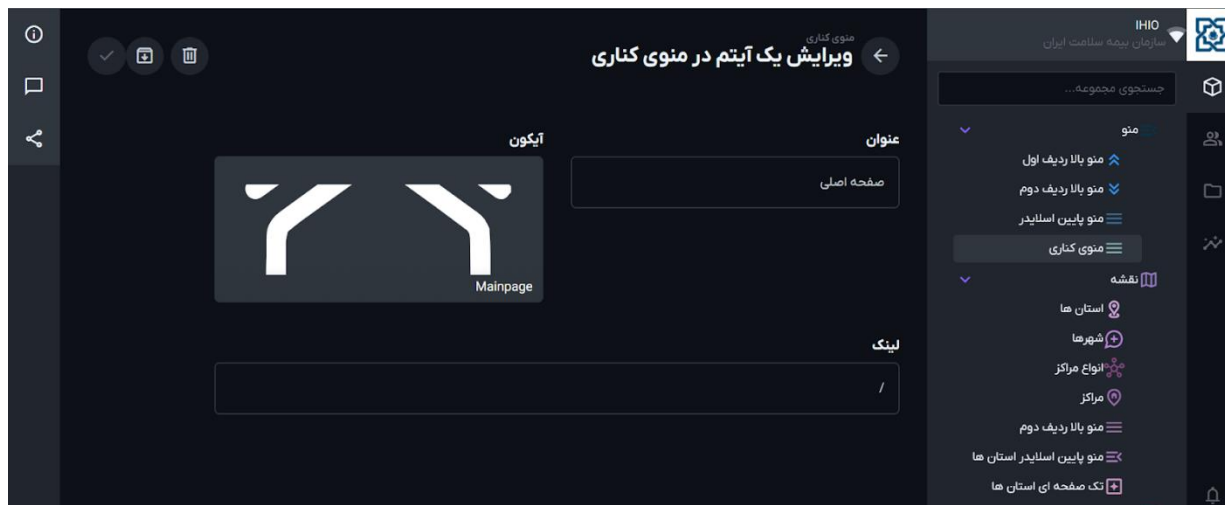 IHIO
سازمان بیمه سلامت ایران
جستجوی مجموعه...
منو
منو بالا ردیف اول
منو بالا ردیف دوم
منو پایین اسلایدر
منوی کناری
نقشه
استان ها
شهرها
انواع مراکز
مراکز
منو بالا ردیف دوم
منو پایین اسلایدر استان ها
تک صفحه ای استان ها
منوی کناری
ویرایش یک آیتم در منوی کناری
عنوان
صفحه اصلی
آیکون
Mainpage
لینک
/